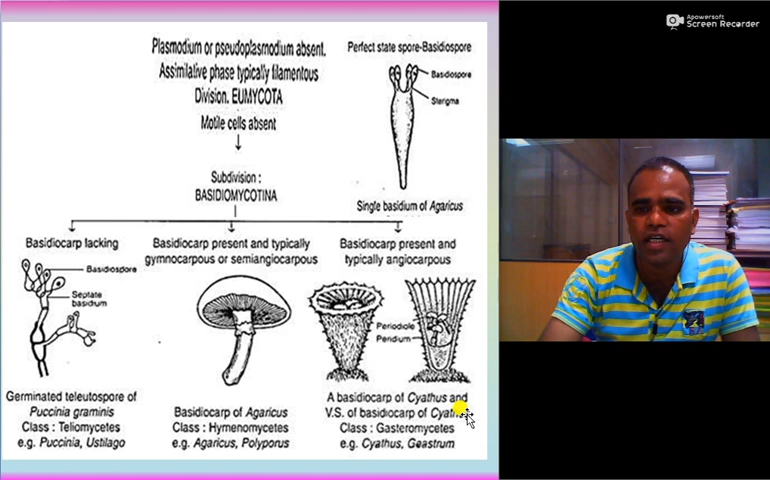 Plasmodium or pseudoplasmodium absent.
Assimilative phase typically filamentous
Division. EUMYCOTA
Motile cells absent
Subdivision :
BASIDIOMYCOTINA
Perfect state spore-Basidiospore
Basidiospore
Sterigma
Single basidium of Agaricus
Basidiocarp lacking
Basidiospore
Septate
basidium
Germinated teleutospore of
Puccinia graminis
Class : Teliomycetes
e.g. Puccinia, Ustilago
Basidiocarp present and typically
gymnocarpous or semiangiocarpous
Basidiocarp of Agaricus
Class : Hymenomycetes
e.g. Agaricus, Polyporus
Basidiocarp present and
typically angiocarpous
Periodiole
Peridium
A basidiocarp of Cyathus and
V.S. of basidiocarp of
Class : Gasteromycetes
e.g. Cyathus, Geastrum
Apowersoft
Screen Recorder